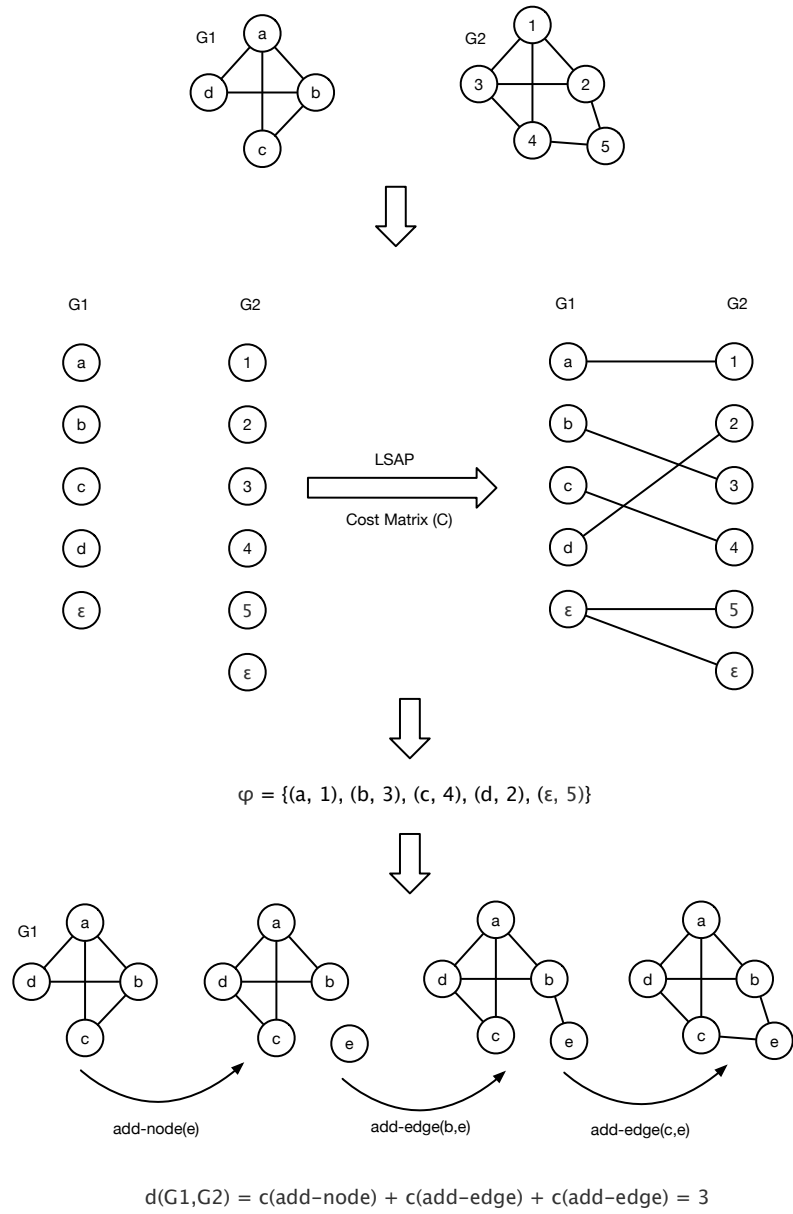 G1
a
d
b
c
G2
1
3
2
4
5
G1
G2
a
1
b
2
c
3
d
4
ε
5
ε
LSAP
Cost Matrix (C)
G1
G2
a
1
b
2
c
3
d
4
ε
5
ε
φ = {(a, 1), (b, 3), (c, 4), (d, 2), (ε, 5)}
G1
a
d
b
c
a
d
b
c
e
a
d
b
c
e
a
d
b
c
e
add-node(e)
add-edge(b,e)
add-edge(c,e)
d(G1,G2) = c(add-node) + c(add-edge) + c(add-edge) = 3